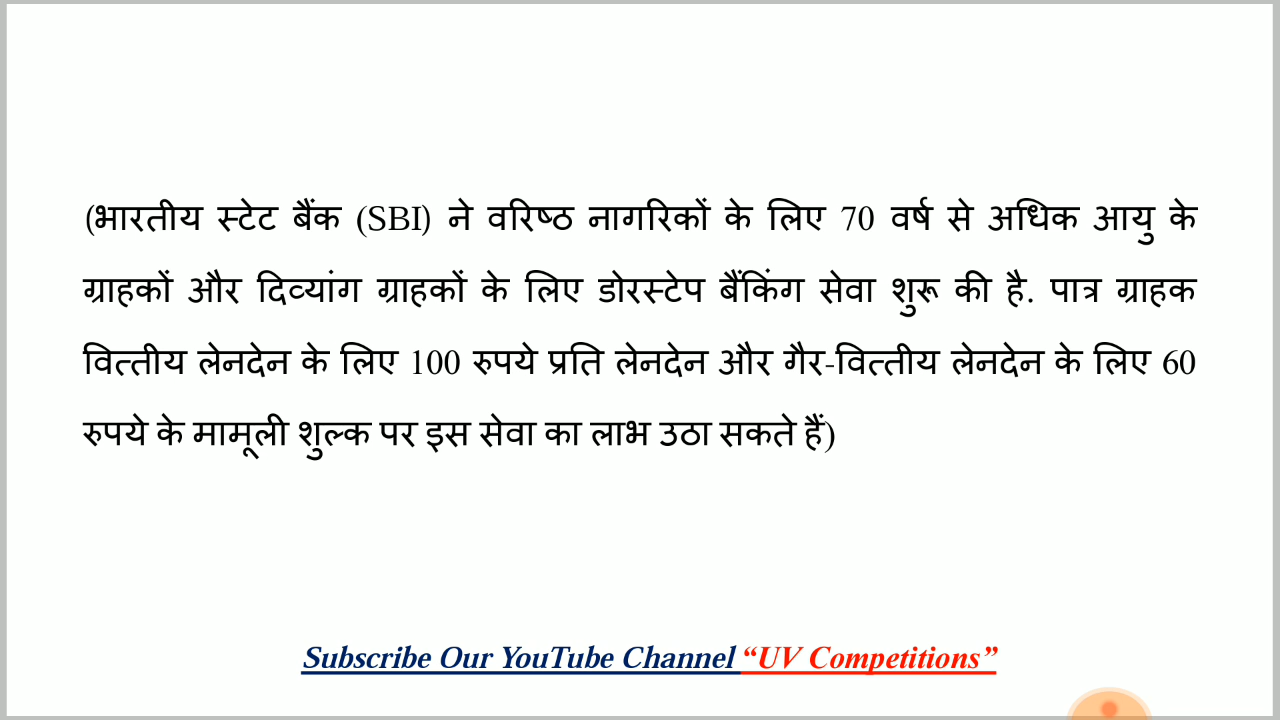 (भारतीय स्टेट बैंक (SBI) ने वरिष्ठ नागरिकों के लिए 70 वर्ष से अधिक आयु के
ग्राहकों और दिव्यांग ग्राहकों के लिए डोरस्टेप बैंकिंग सेवा शुरू की है. पात्र ग्राहक
वित्तीय लेनदेन के लिए 100 रुपये प्रति लेनदेन और गैर-वित्तीय लेनदेन के लिए 60
रुपये के मामूली शुल्क पर इस सेवा का लाभ उठा सकते हैं)
Subscribe Our YouTube Channel “UV Competitions”